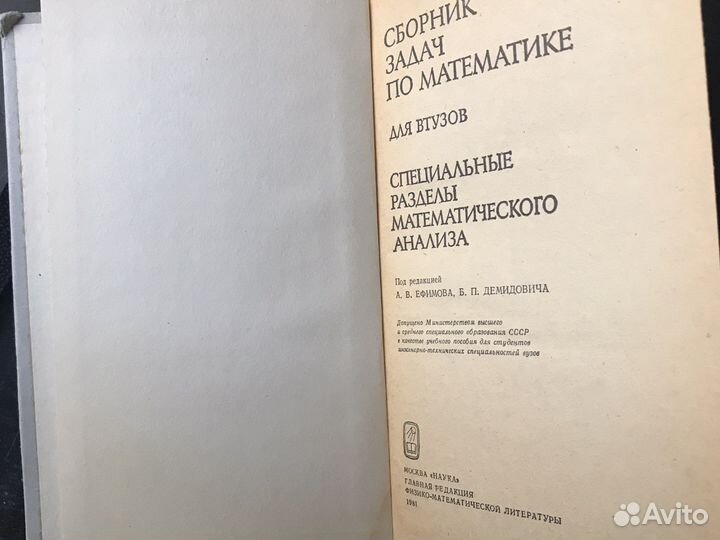 СБОРНИК
ЗАДАЧ
ПО МАТЕМАТИКЕ
ДЛЯ ВТУЗОВ
СПЕЦИАЛЬНЫЕ
РАЗДЕЛЫ
МАТЕМАТИЧЕСКОГО
АНАЛИЗА
Под редакцией
А. В. ЕФИМОВА, Б. П. ДЕМИДОВИЧА
Допущено Министерством высшего
и среднего специального образования СССР
в качестве учебного пособия для студентов
инженерно-технических специальностей вузов
МОСКВА «НАУКА»
ГЛАВНАЯ РЕДАКЦИЯ
ФИЗИКО-МАТЕМАТИЧЕСКОЙ ЛИТЕРАТУРЫ
1981
Avito